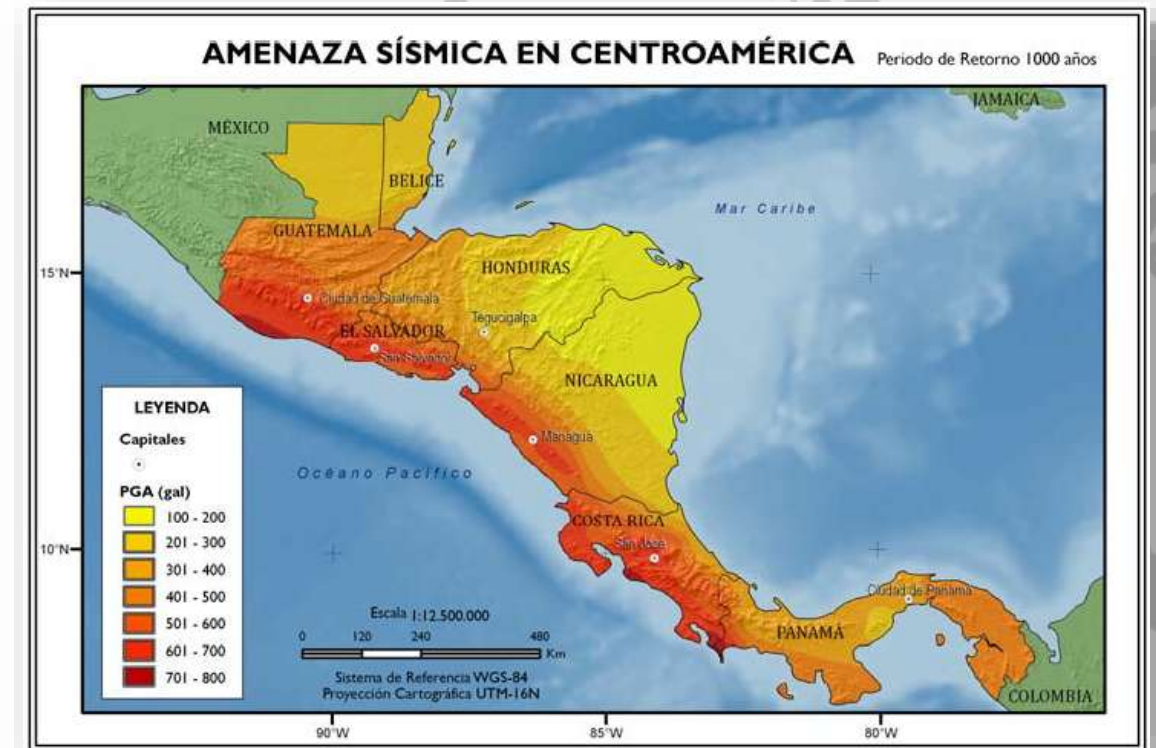 AMENAZA SÍSMICA EN CENTROAMÉRICA Periodo de Retorno 1000 años
JAMAICA
MÉXICO
BELICE
Mar Caribe
GUATEMALA
HONDURAS
15°N
Ciudad de Guatemala
Tegucigalpa
EL SALVADOR
San Salvador
NICARAGUA
LEYENDA
Capitales
Managua
Océano Pacífico
PGA (gal)
100 - 200
201 - 300
301 - 400
401 - 500
501 - 600
601 - 700
701 - 800
COSTA RICA
San José
10°N
Ciudad de Panamá
PANAMÁ
COLOMBIA
Escala 1:12.500.000
0 120 240 480
Km
Sistema de Referencia WGS-84
Proyección Cartográfica UTM-16N
90°W 85°W 80°W